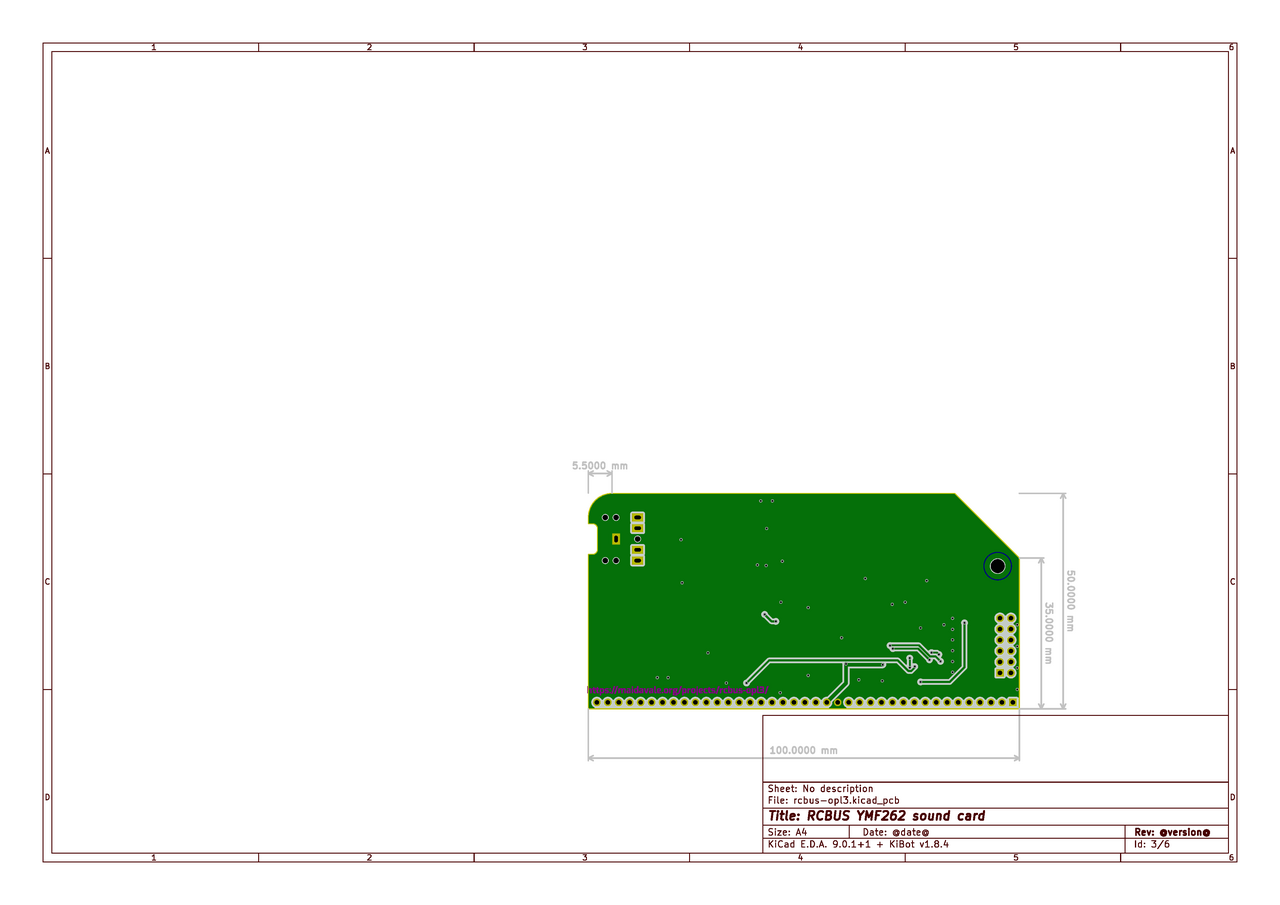 1 2 3 4 5 6
A A
B B
5.5000 mm
C C
50.0000 mm
35.0000 mm
100.0000 mm
D D
Sheet: No description
File: rcbus-opl3.kicad_pcb
Title: RCBUS YMF262 sound card
Size: A4 Date: @date@ Rev: @version@
KiCad E.D.A. 9.0.1+1 + KiBot v1.8.4 Id: 3/6
1 2 3 4 5 6